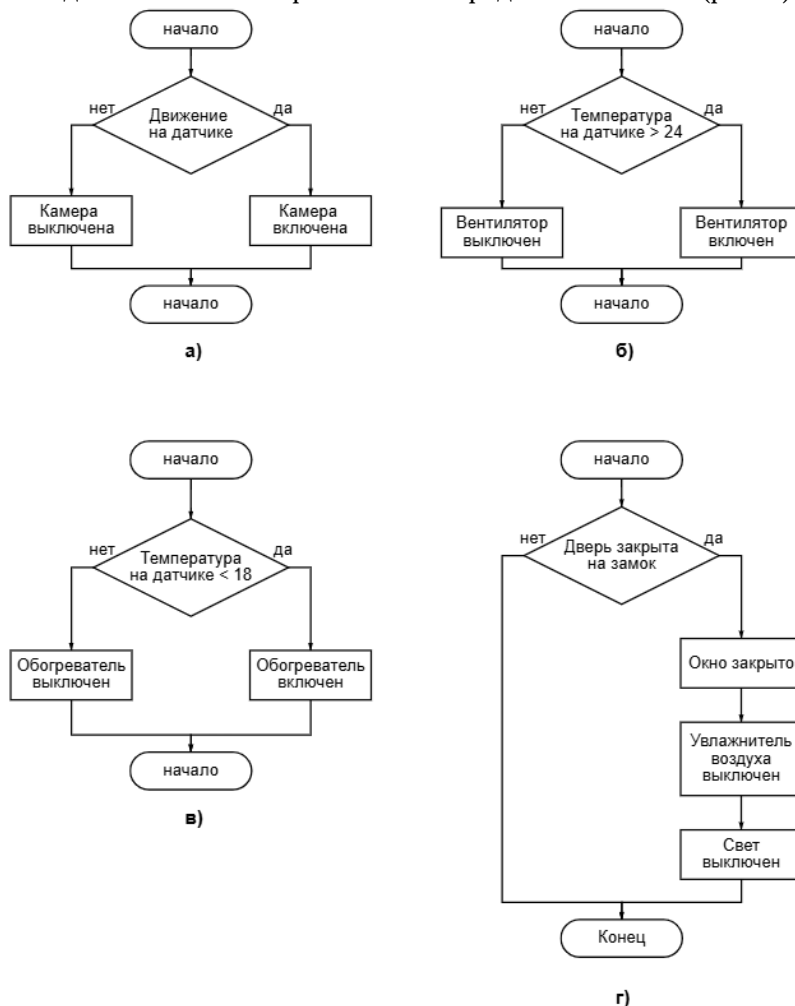 начало
нет
Движение
на датчике
да
Камера
выключена
Камера
включена
начало
а)
начало
нет
Температура
на датчике > 24
да
Вентилятор
выключен
Вентилятор
включен
начало
б)
начало
нет
Температура
на датчике < 18
да
Обогреватель
выключен
Обогреватель
включен
начало
в)
начало
нет
Дверь закрыта
на замок
да
Окно закрыто
Увлажнитель
воздуха
выключен
Свет
выключен
Конец
г)